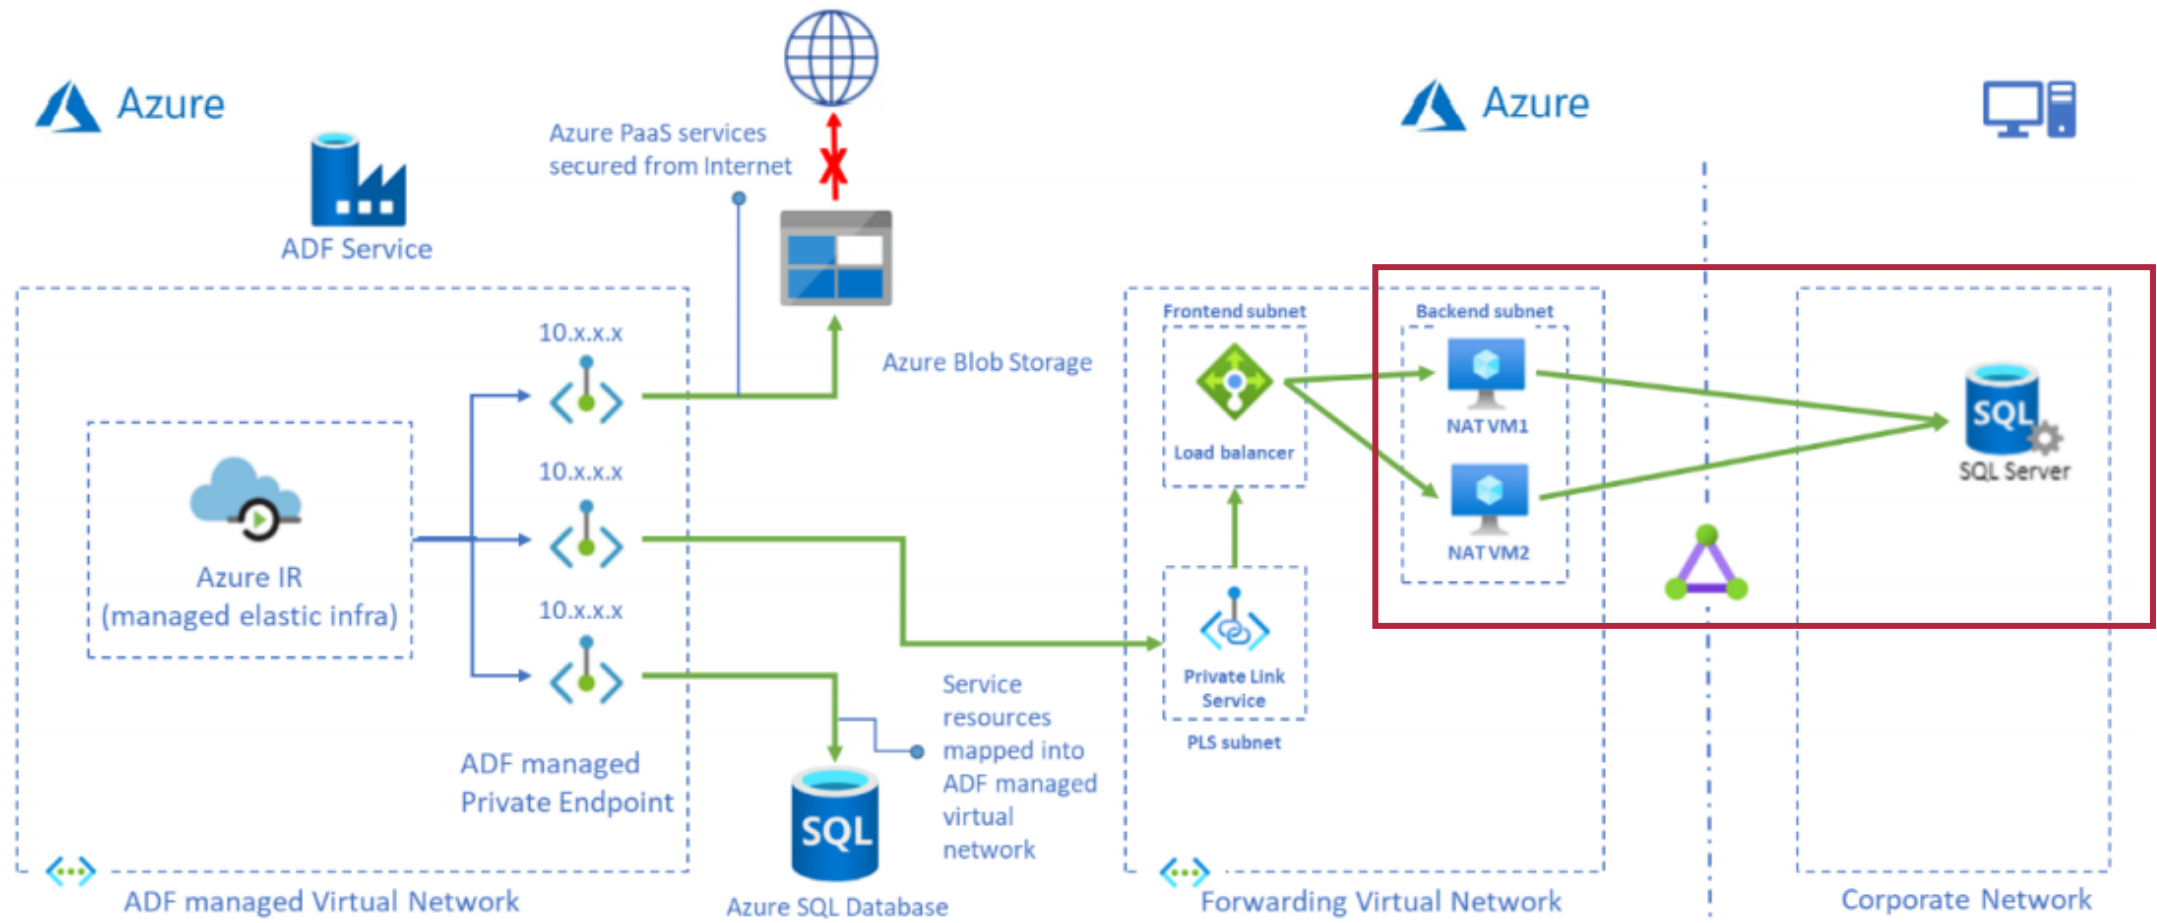 Azure
ADF Service
Azure PaaS services
secured from Internet
Azure Blob Storage
10.x.x.x
10.x.x.x
10.x.x.x
Azure IR
(managed elastic infra)
ADF managed
Private Endpoint
ADF managed Virtual Network
SQL
Azure SQL Database
Service
resources
mapped into
ADF managed
virtual
network
Azure
Frontend subnet
Load balancer
Private Link
Service
PLS subnet
Backend subnet
NAT VM1
NAT VM2
Forwarding Virtual Network
SQL
SQL Server
Corporate Network